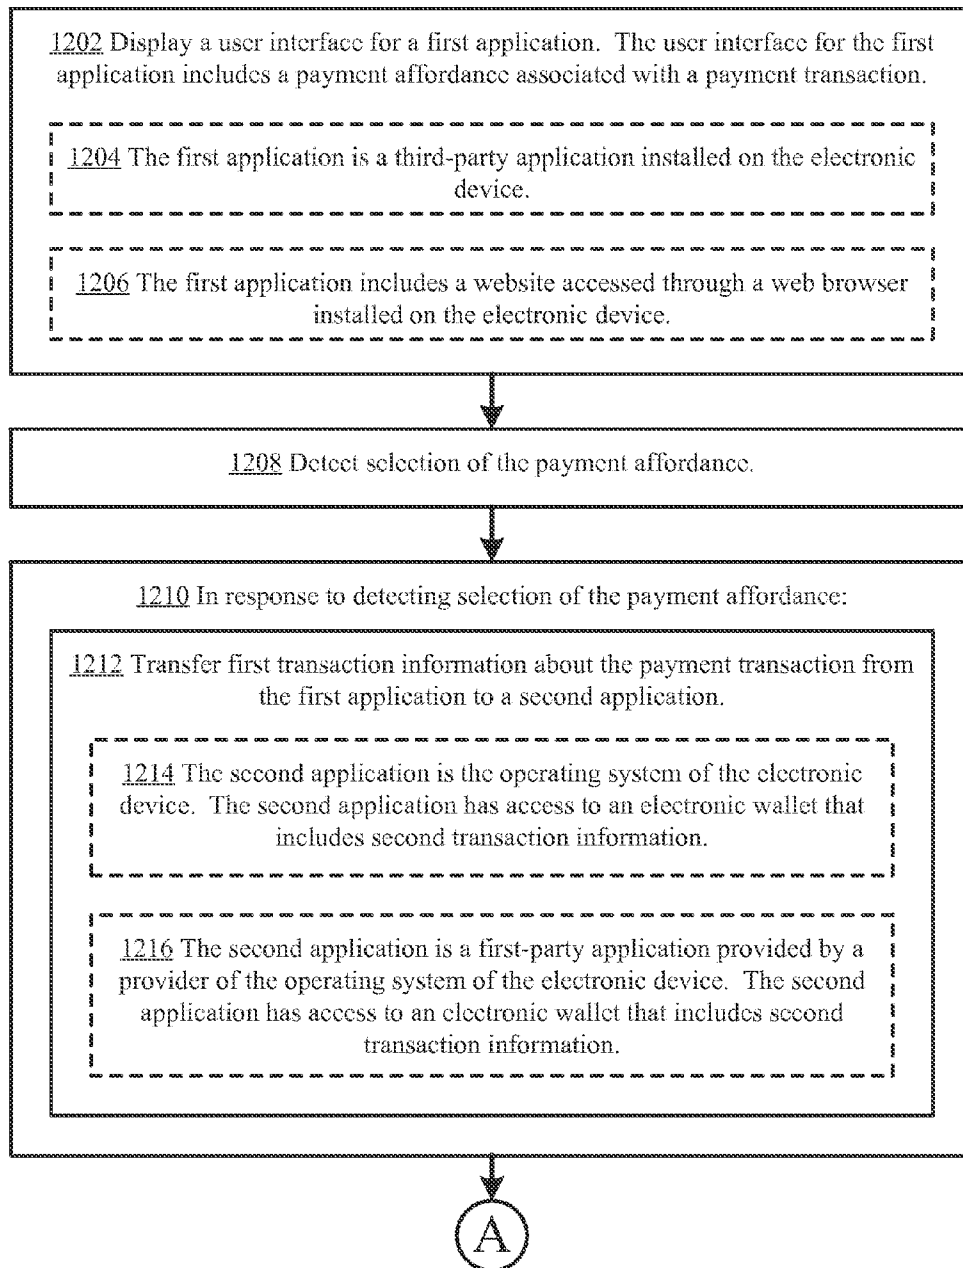 1202 Display a user interface for a first application.  The user interface for the first
application includes a payment affordance associated with a payment transaction.
1204 The first application is a third-party application installed on the electronic
device.
1206 The first application includes a website accessed through a web browser
installed on the electronic device.
1208 Detect selection of the payment affordance.
1210 In response to detecting selection of the payment affordance:
1212 Transfer first transaction information about the payment transaction from
the first application to a second application.
1214 The second application is the operating system of the electronic
device.  The second application has access to an electronic wallet that
includes second transaction information.
1216 The second application is a first-party application provided by a
provider of the operating system of the electronic device.  The second
application has access to an electronic wallet that includes second
transaction information.
A